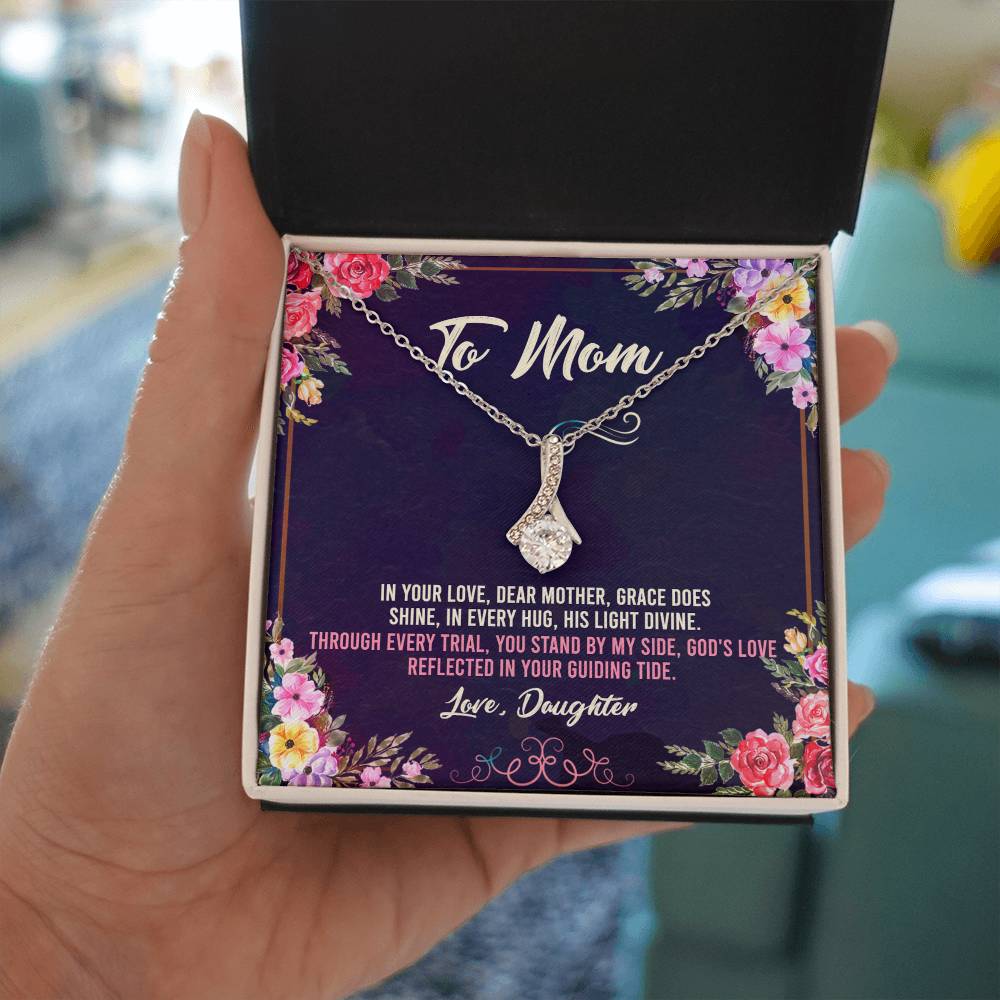 To Mom
IN YOUR LOVE, DEAR MOTHER, GRACE DOES
SHINE, IN EVERY HUG, HIS LIGHT DIVINE.
THROUGH EVERY TRIAL, YOU STAND BY MY SIDE, GOD'S LOVE
REFLECTED IN YOUR GUIDING TIDE.
Love, Daughter